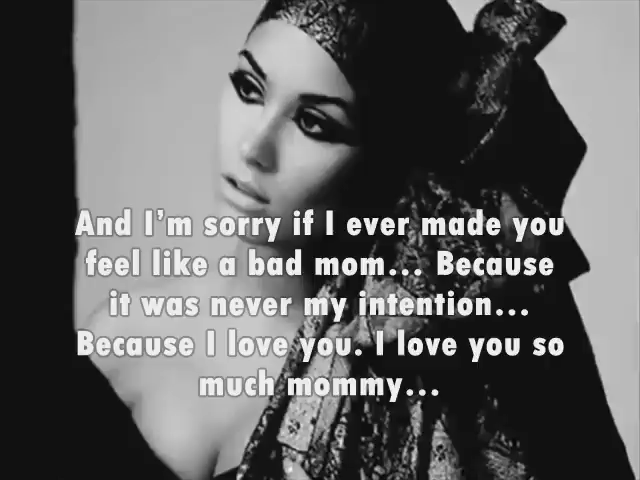 And I'm sorry if I ever made you
feel like a bad mom... Because
it was never my intention...
Because I love you. I love you so
much mommy...